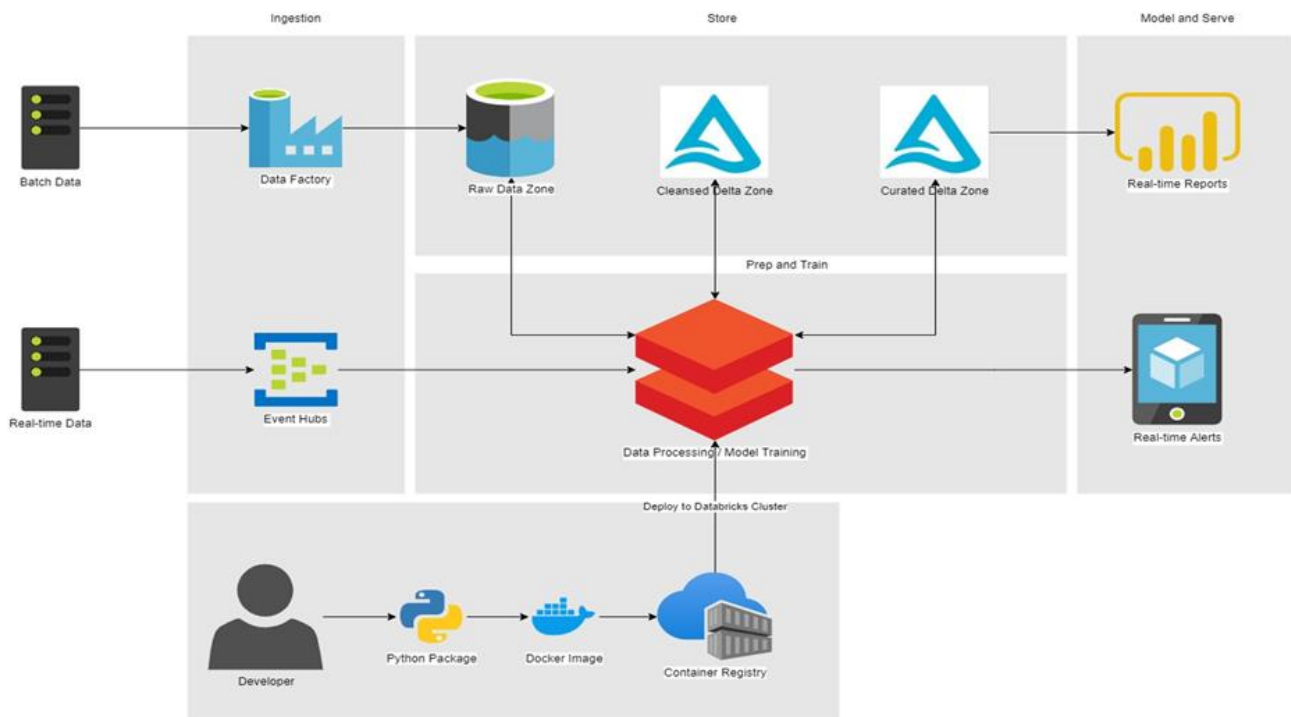 Ingestion
Store
Model and Serve
Batch Data
Data Factory
Raw Data Zone
Cleansed Delta Zone
Curated Delta Zone
Real-time Reports
Prep and Train
Real-time Data
Event Hubs
Data Processing / Model Training
Real-time Alerts
Deploy to Databricks Cluster
Developer
Python Package
Docker Image
Container Registry